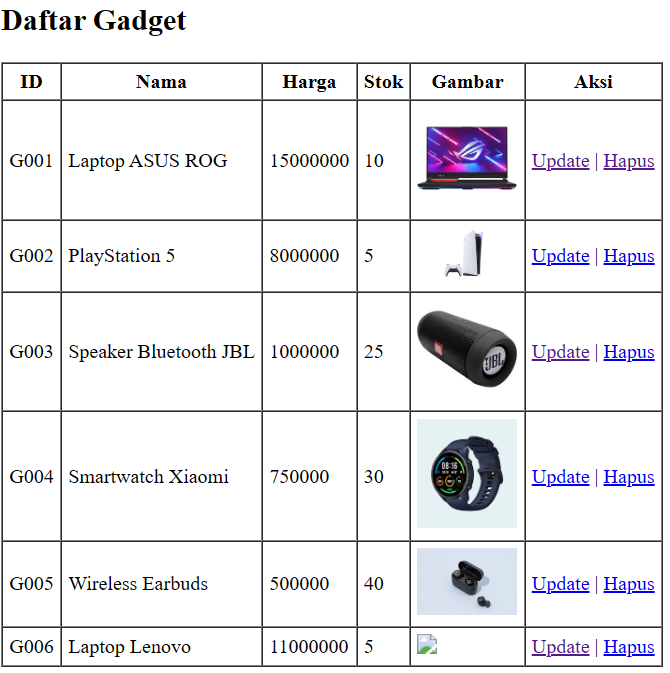 Daftar Gadget
ID Nama Harga Stok Gambar Aksi
G001 Laptop ASUS ROG 15000000 10 Update | Hapus
G002 PlayStation 5 8000000 5 Update | Hapus
G003 Speaker Bluetooth JBL 1000000 25 JBL Update | Hapus
G004 Smartwatch Xiaomi 750000 30 08:16 Update | Hapus
G005 Wireless Earbuds 500000 40 Update | Hapus
G006 Laptop Lenovo 11000000 5 Update | Hapus